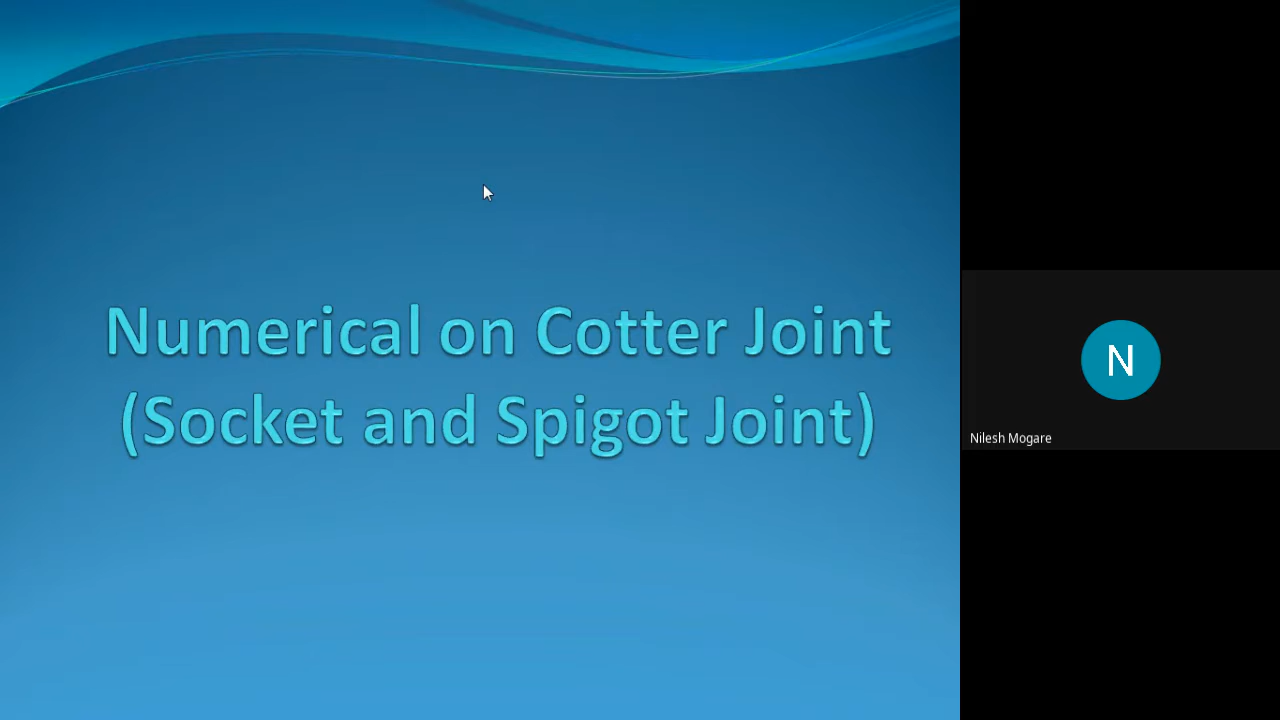 Numerical on Cotter Joint
(Socket and Spigot Joint)
N
Nilesh Mogare